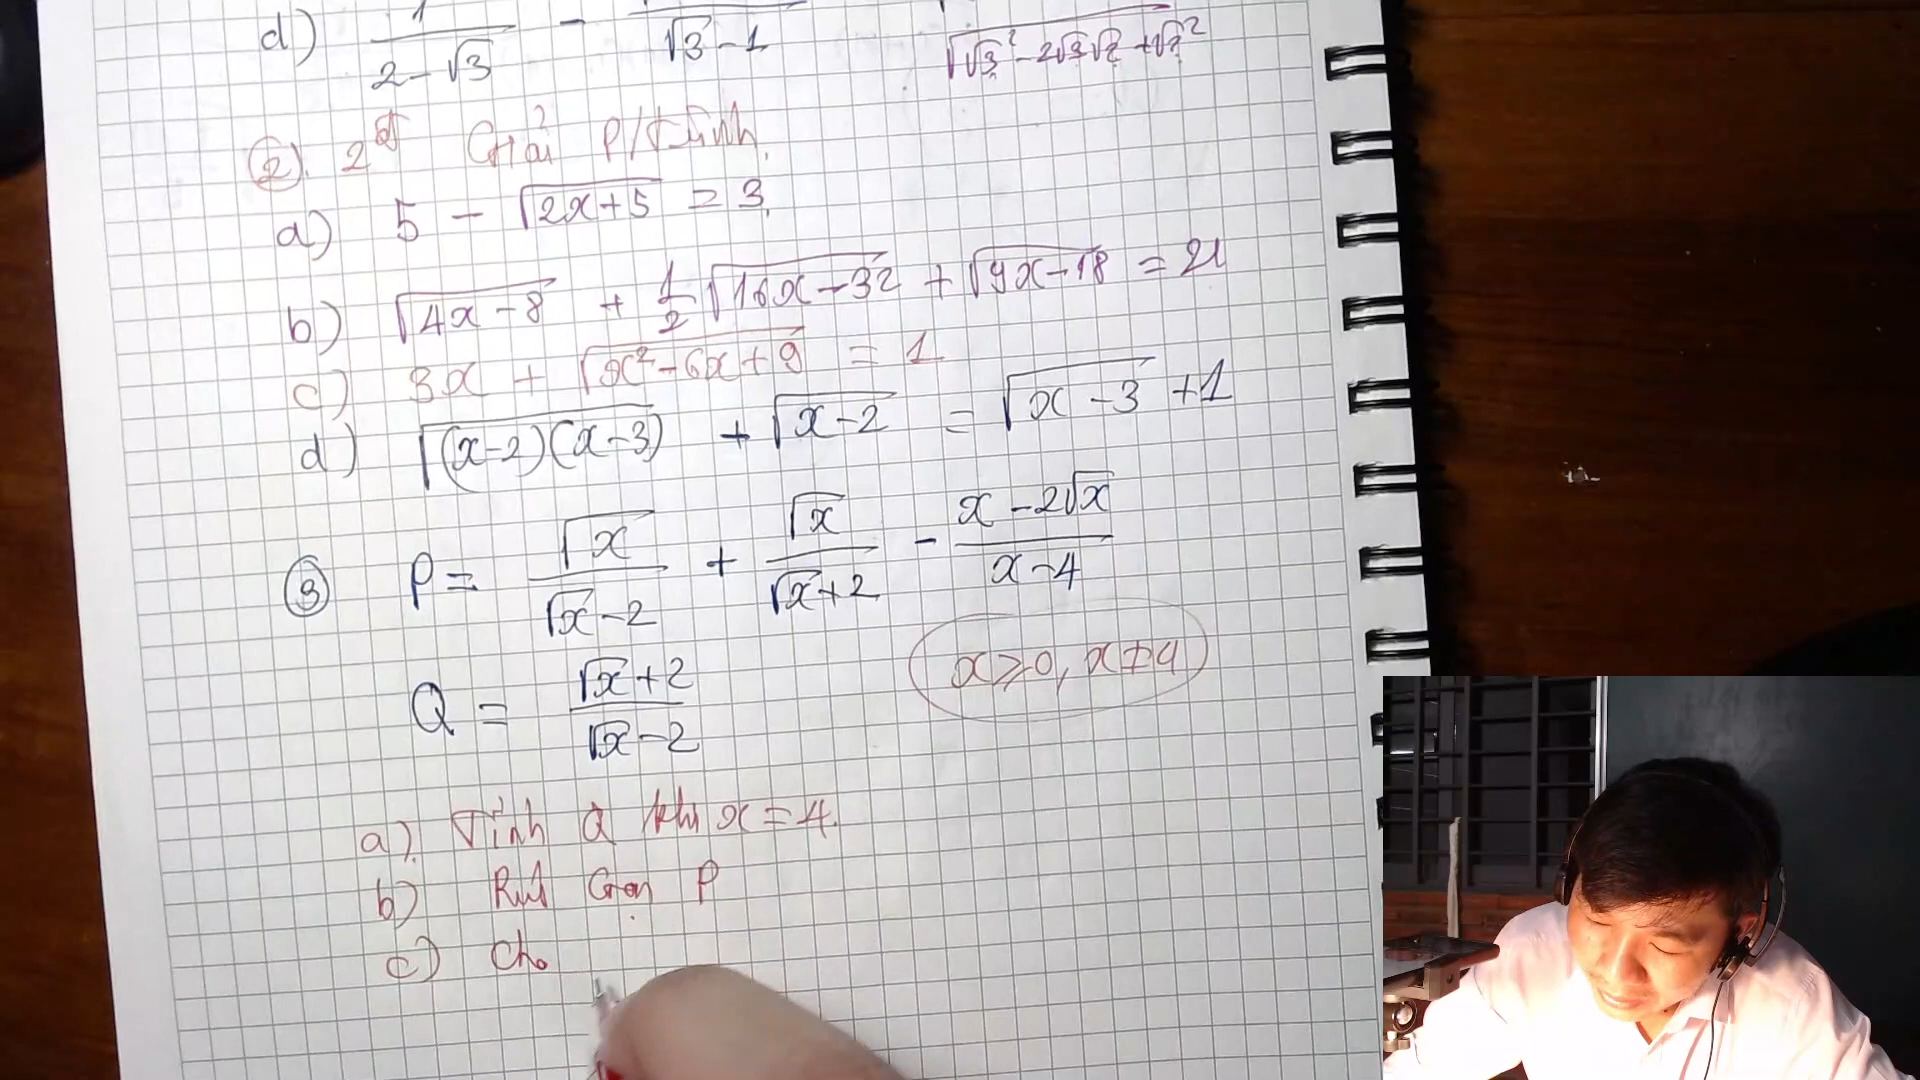 d) 1/(2-√3) - /(√3-1) √(√3² - 2√3√2 + √2²)
②. 2đ Giải p/trình.
a) 5 - √(2x+5) = 3.
b) √(4x-8) + 1/2 √(16x-32) + √(9x-18) = 21
c) 3x + √(x²-6x+9) = 1
d) √((x-2)(x-3)) + √(x-2) = √(x-3) + 1
③ P = √x/(√x-2) + √x/(√x+2) - (x-2√x)/(x-4)
x≥0, x≠4
Q = (√x+2)/(√x-2)
a). Tính Q khi x=4.
b) Rút Gọn P
c) Cho